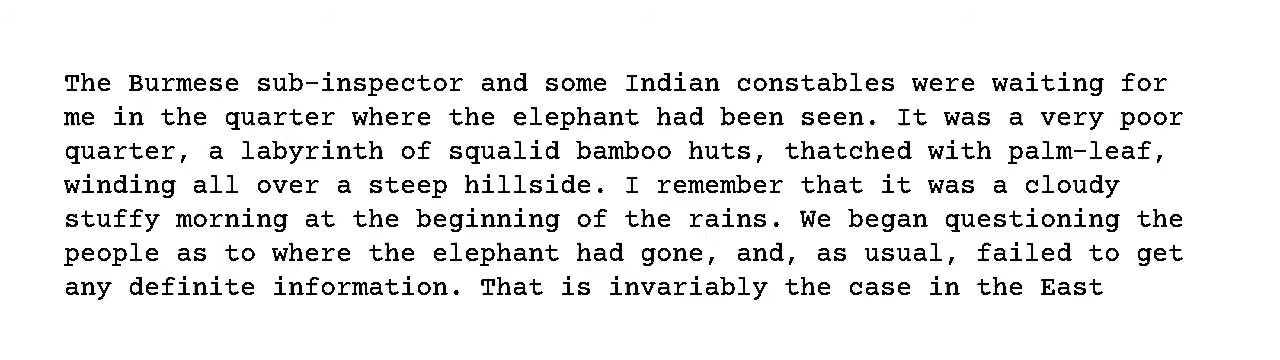 The Burmese sub-inspector and some Indian constables were waiting for
me in the quarter where the elephant had been seen. It was a very poor
quarter, a labyrinth of squalid bamboo huts, thatched with palm-leaf,
winding all over a steep hillside. I remember that it was a cloudy
stuffy morning at the beginning of the rains. We began questioning the
people as to where the elephant had gone, and, as usual, failed to get
any definite information. That is invariably the case in the East